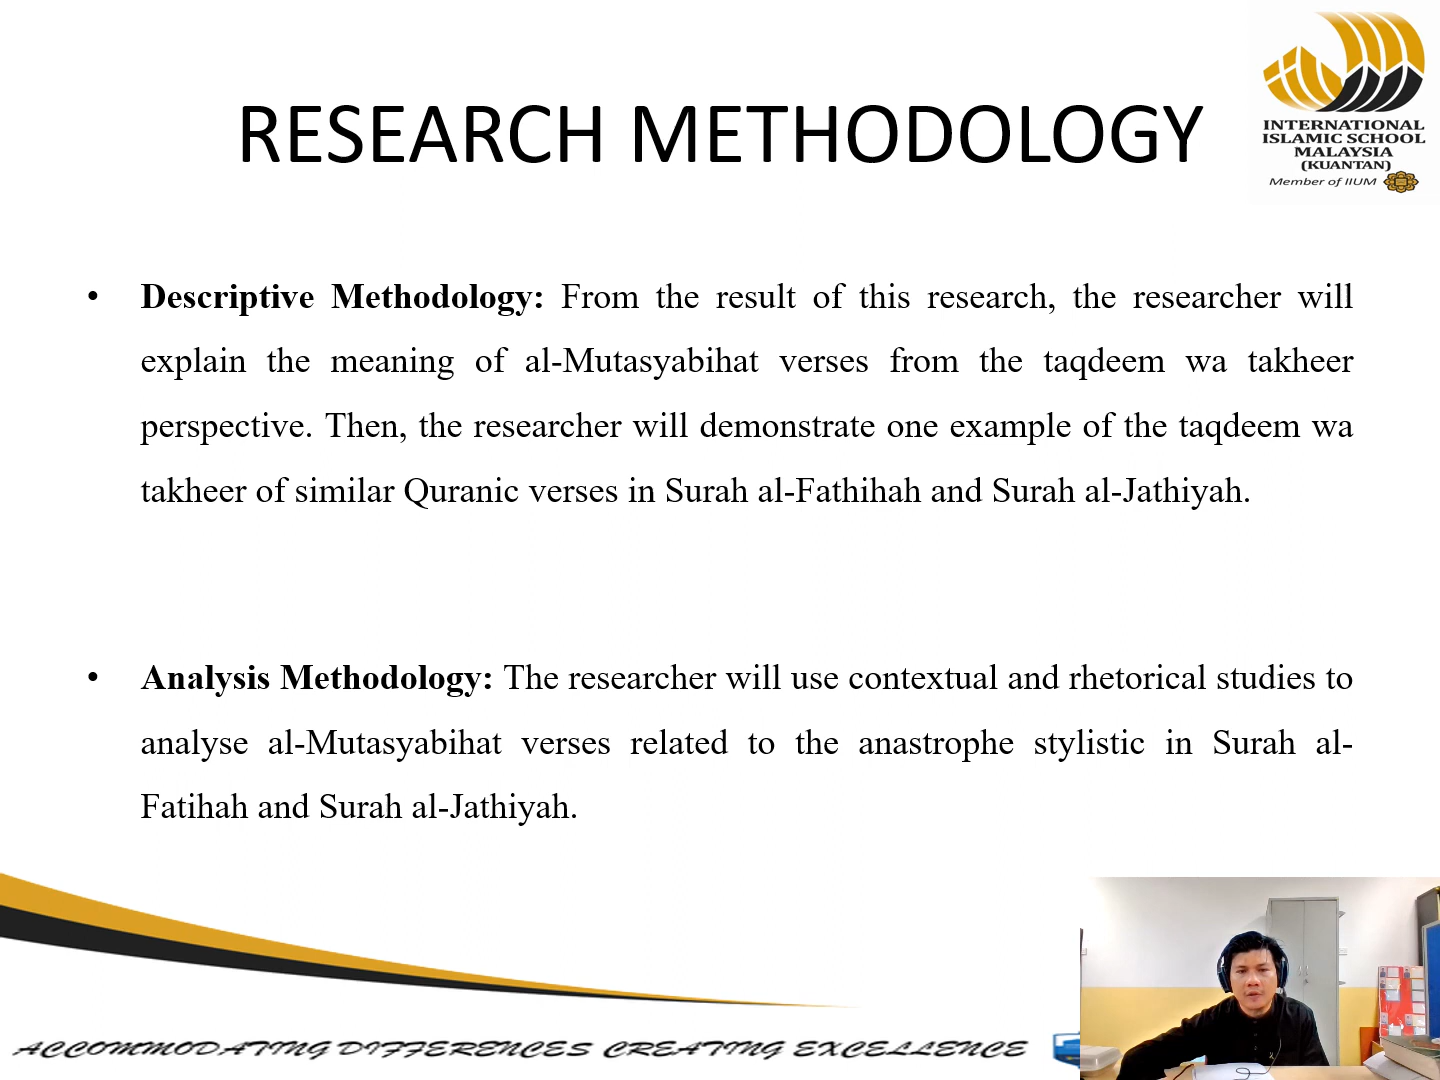 RESEARCH METHODOLOGY
INTERNATIONAL
ISLAMIC SCHOOL
MALAYSIA
(KUANTAN)
Member of IIUM
• Descriptive Methodology: From the result of this research, the researcher will
explain the meaning of al-Mutasyabihat verses from the taqdeem wa takheer
perspective. Then, the researcher will demonstrate one example of the taqdeem wa
takheer of similar Quranic verses in Surah al-Fathihah and Surah al-Jathiyah.
• Analysis Methodology: The researcher will use contextual and rhetorical studies to
analyse al-Mutasyabihat verses related to the anastrophe stylistic in Surah al-
Fatihah and Surah al-Jathiyah.
ACCOMMODATING DIFFERENCES CREATING EXCELLENCE